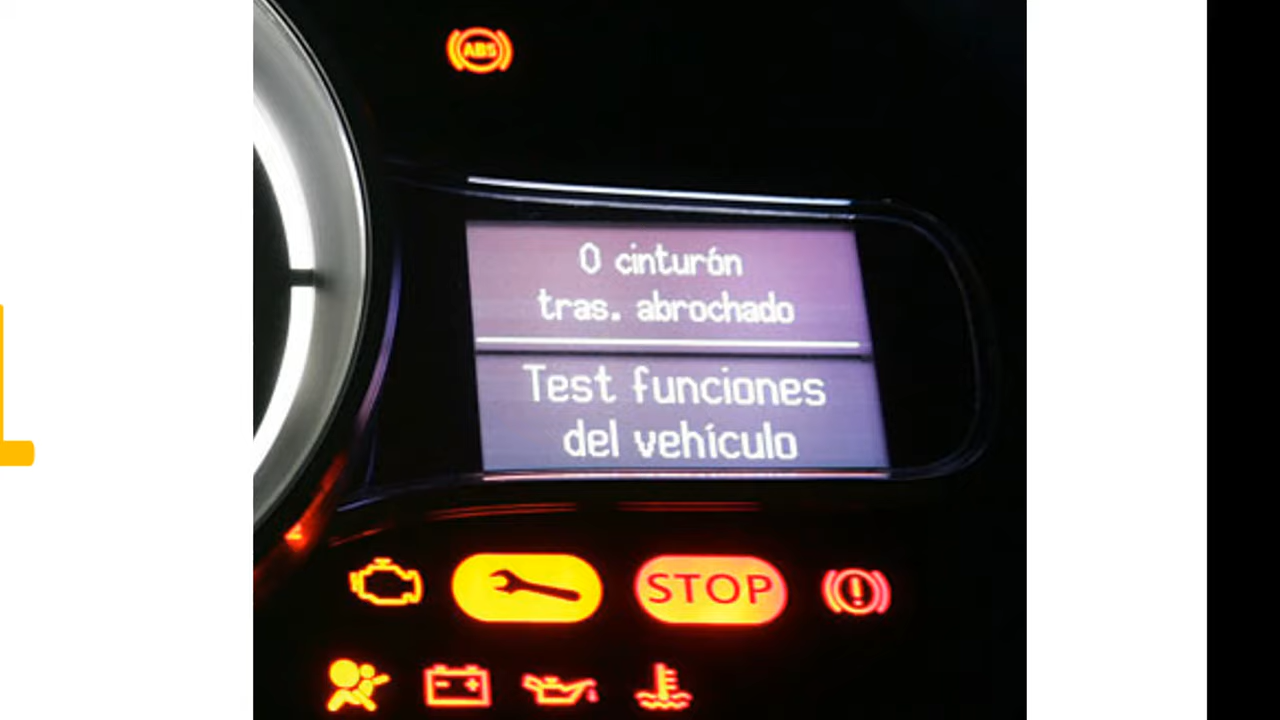 ABS
0 cinturón
tras. abrochado
Test funciones
del vehículo
STOP